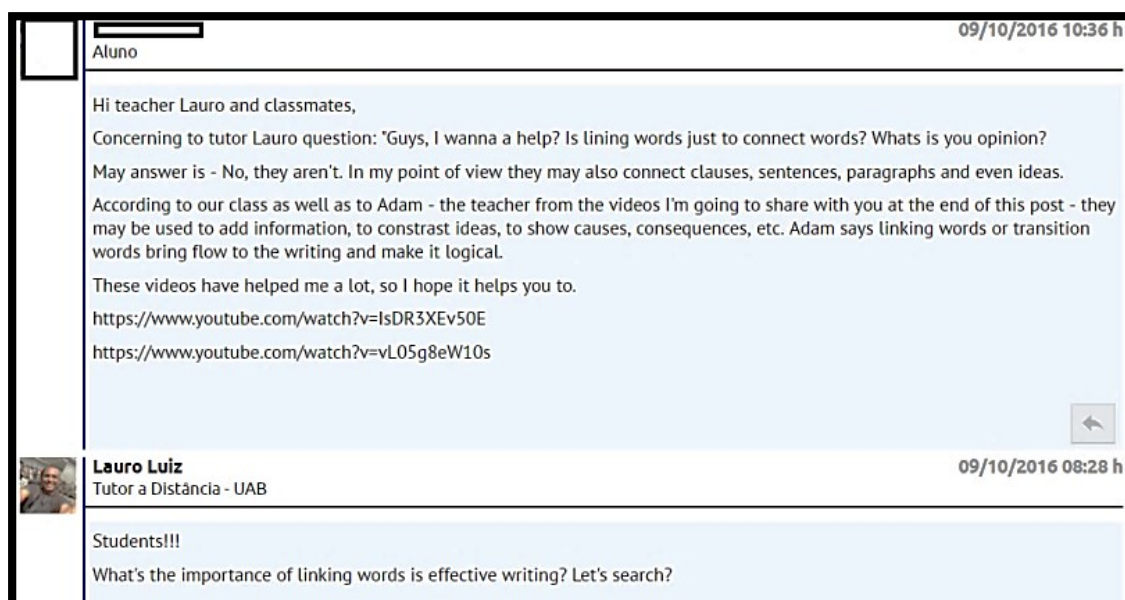 09/10/2016 10:36 h
Aluno
Hi teacher Lauro and classmates,
Concerning to tutor Lauro question: "Guys, I wanna a help? Is lining words just to connect words? Whats is you opinion?
May answer is - No, they aren't. In my point of view they may also connect clauses, sentences, paragraphs and even ideas.
According to our class as well as to Adam - the teacher from the videos I'm going to share with you at the end of this post - they
may be used to add information, to constrast ideas, to show causes, consequences, etc. Adam says linking words or transition
words bring flow to the writing and make it logical.
These videos have helped me a lot, so I hope it helps you to.
https://www.youtube.com/watch?v=IsDR3XEv50E
https://www.youtube.com/watch?v=vL05g8eW10s
Lauro Luiz
09/10/2016 08:28 h
Tutor a Distância - UAB
Students!!!
What's the importance of linking words is effective writing? Let's search?